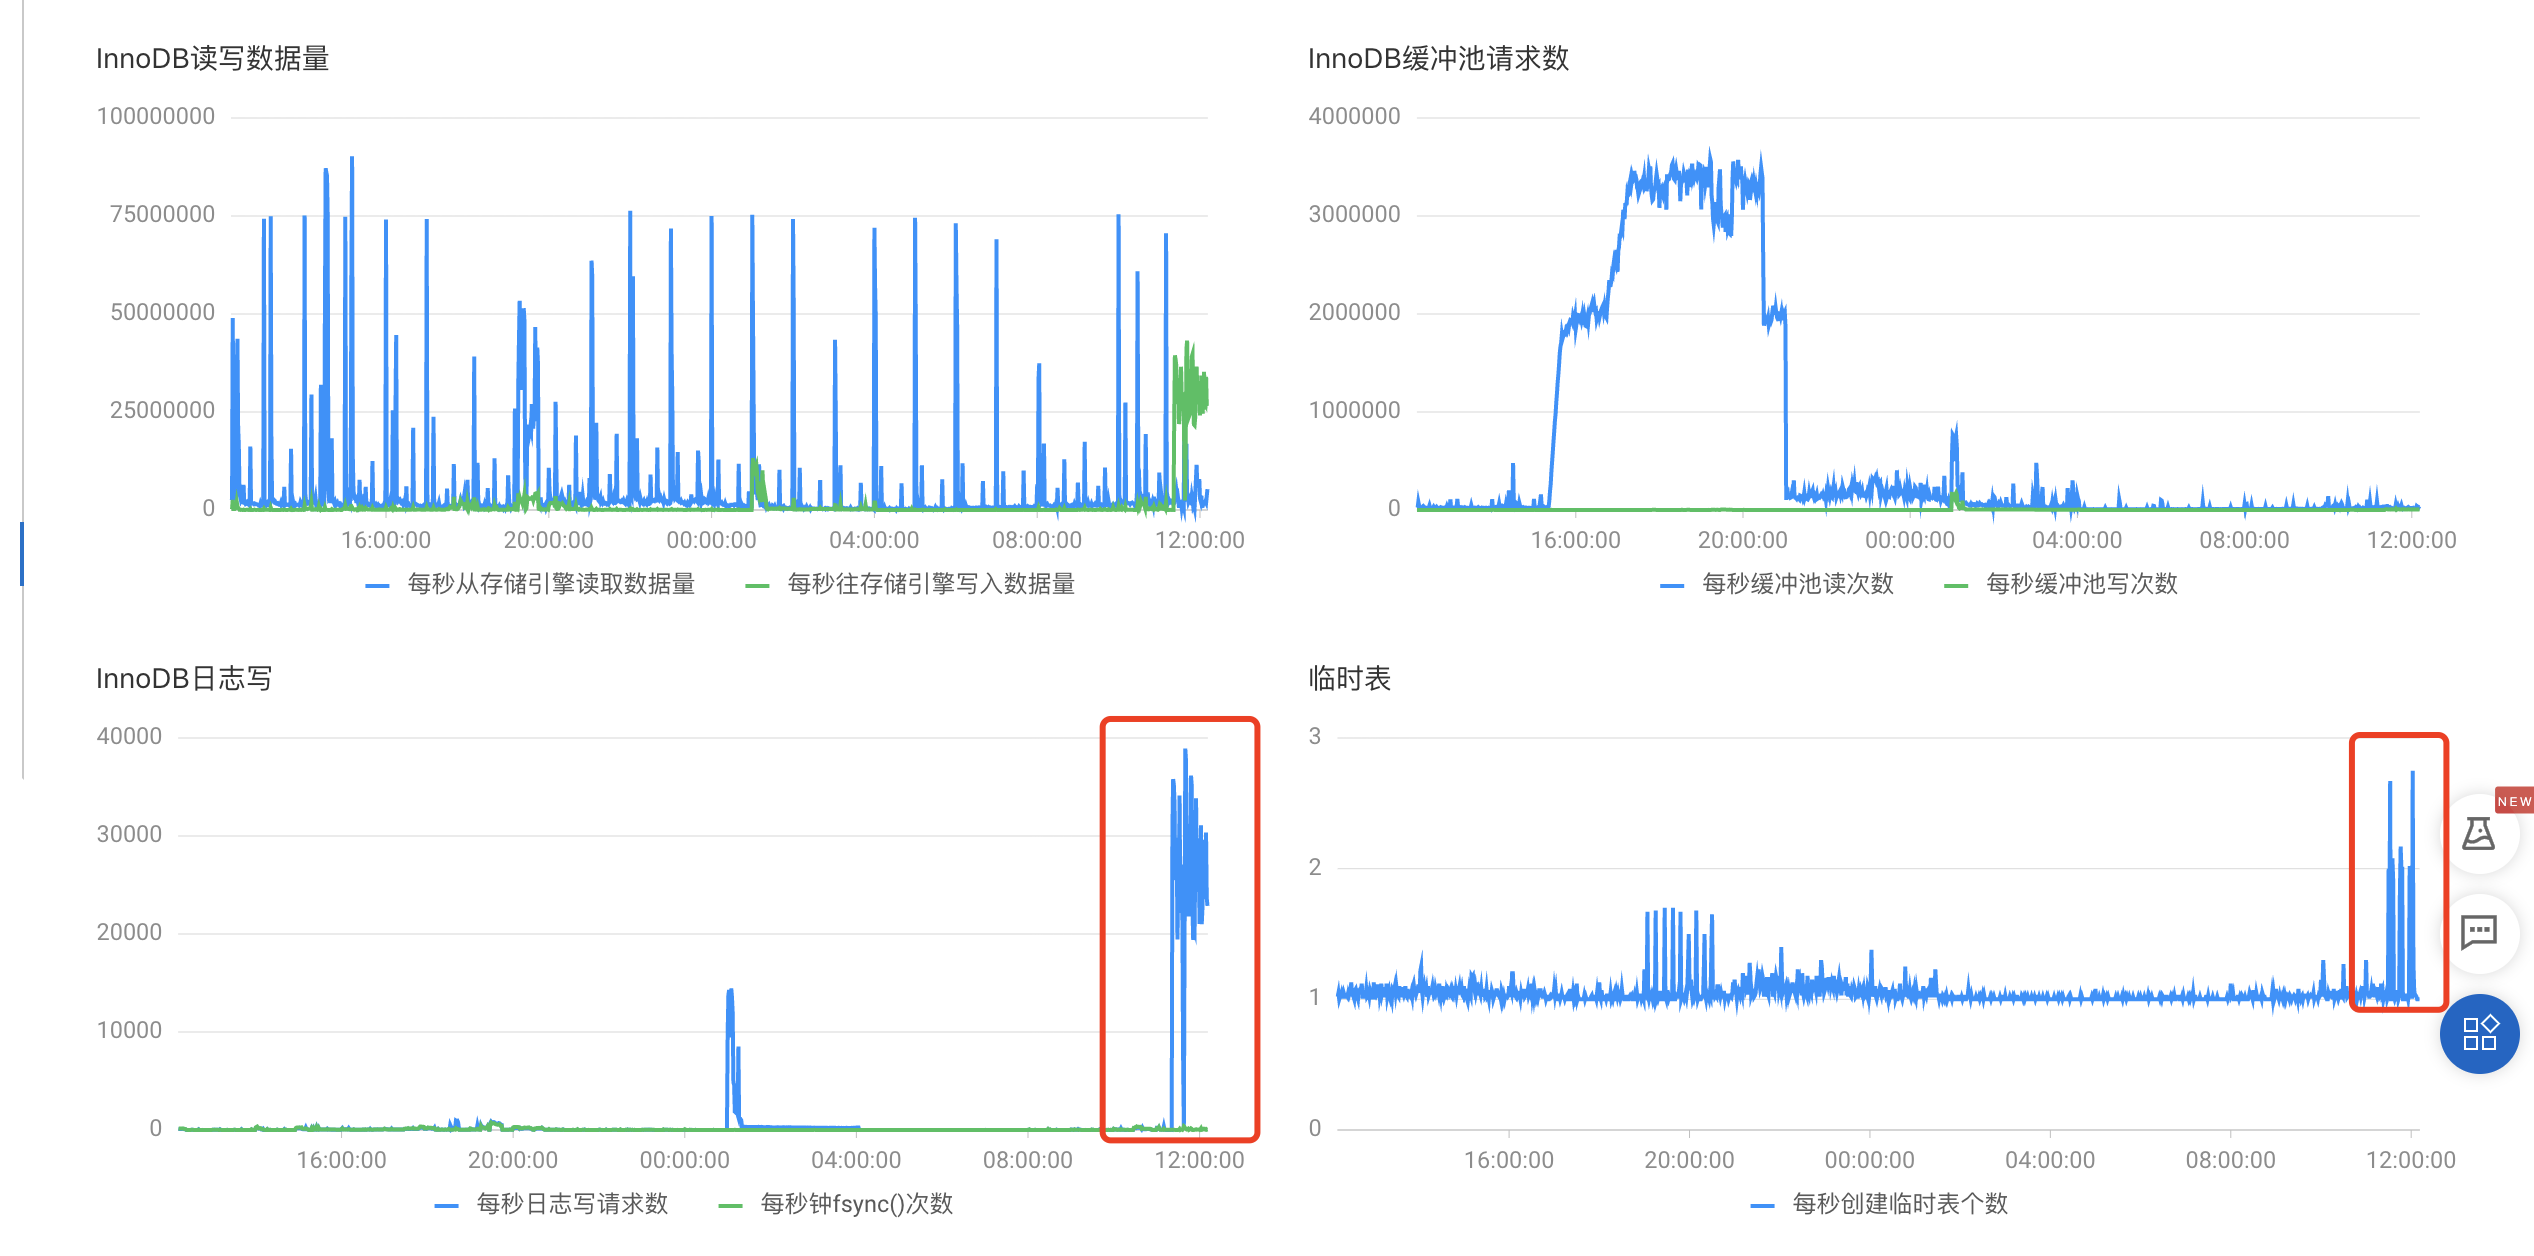 InnoDB读写数据量
100000000
75000000
50000000
25000000
0
16:00:00 20:00:00 00:00:00 04:00:00 08:00:00 12:00:00
每秒从存储引擎读取数据量 每秒往存储引擎写入数据量
InnoDB缓冲池请求数
4000000
3000000
2000000
1000000
0
16:00:00 20:00:00 00:00:00 04:00:00 08:00:00 12:00:00
每秒缓冲池读次数 每秒缓冲池写次数
InnoDB日志写
40000
30000
20000
10000
0
16:00:00 20:00:00 00:00:00 04:00:00 08:00:00 12:00:00
每秒日志写请求数 每秒钟fsync()次数
临时表
3
2
1
0
16:00:00 20:00:00 00:00:00 04:00:00 08:00:00 12:00:00
每秒创建临时表个数
NEW